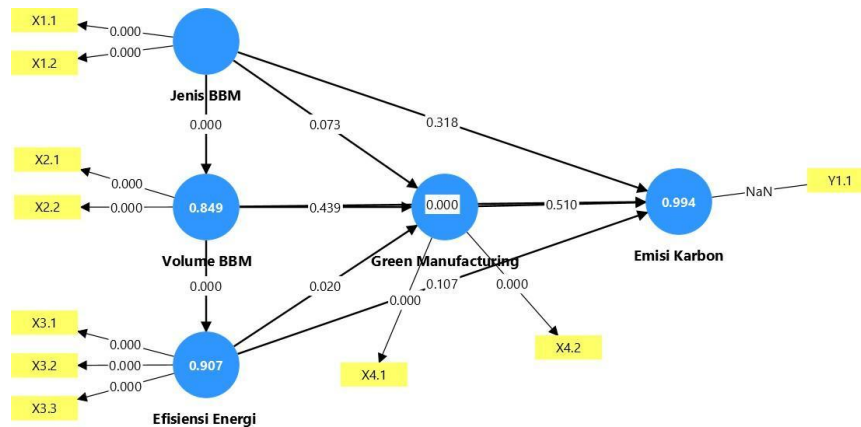 X1.1
0.000
X1.2
0.000
Jenis BBM
0.000
0.073
0.318
X2.1
0.000
X2.2
0.000
0.849
0.439
0.000
0.510
0.994
NaN
Y1.1
Volume BBM
Green Manufacturing
Emisi Karbon
0.000
0.020
0.107
0.000
0.000
X3.1
0.000
X3.2
0.000
X3.3
0.000
0.907
X4.1
X4.2
Efisiensi Energi